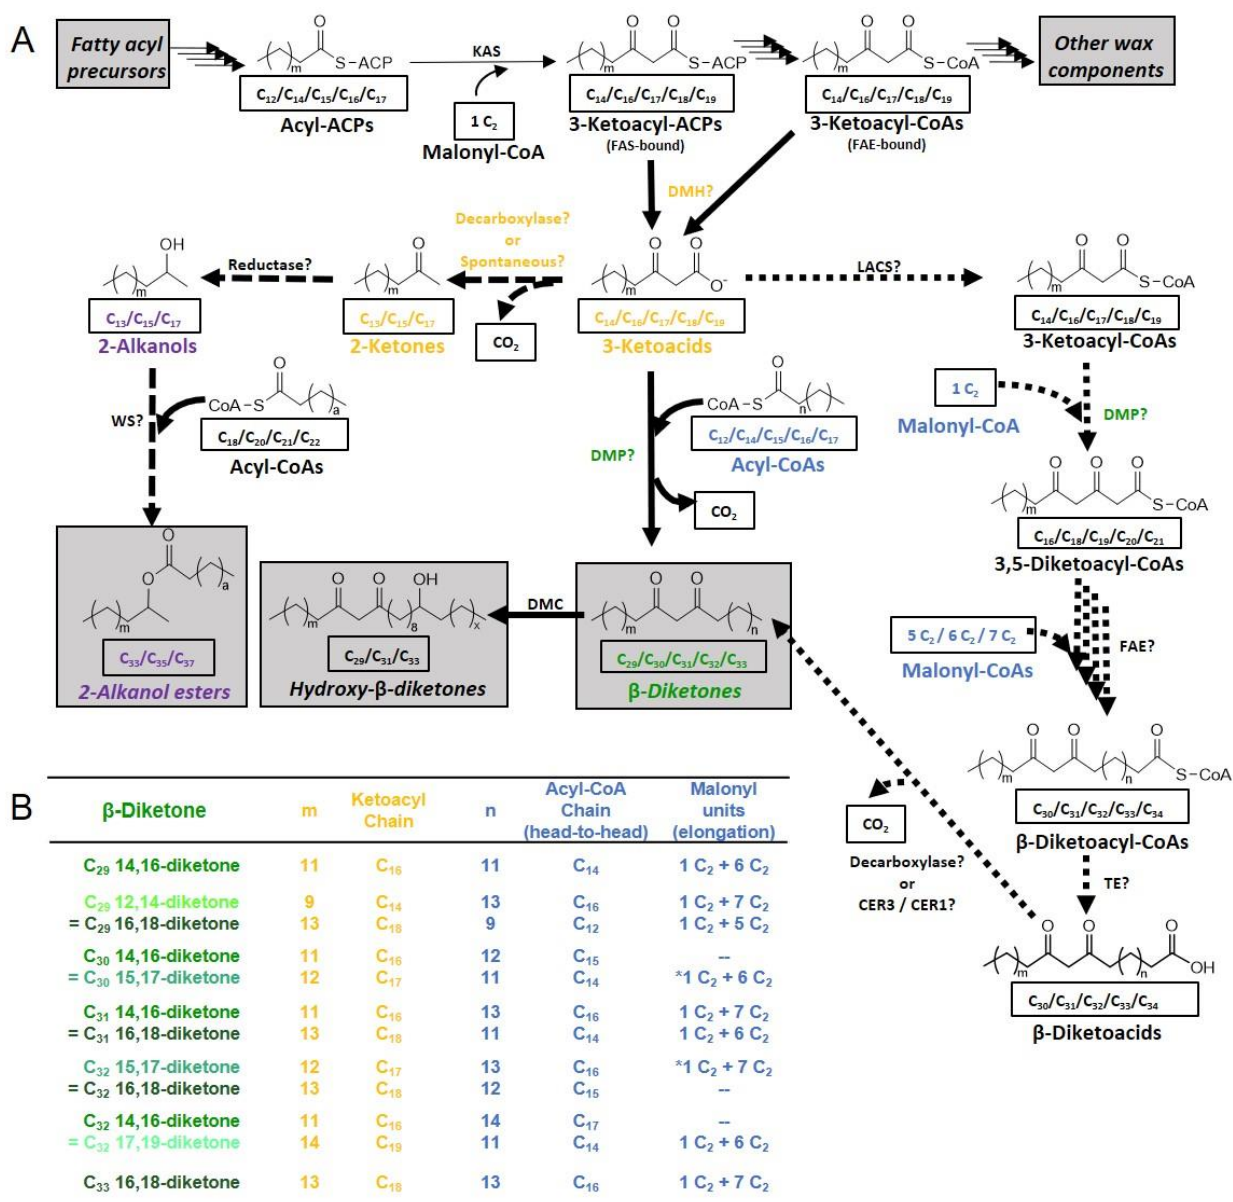 A
Fatty acyl
precursors
O
( )m S–ACP
C₁₂/C₁₄/C₁₅/C₁₆/C₁₇
Acyl-ACPs
KAS
1 C₂
Malonyl-CoA
O O
( )m S–ACP
C₁₄/C₁₆/C₁₇/C₁₈/C₁₉
3-Ketoacyl-ACPs
(FAS-bound)
O O
( )m S–CoA
C₁₄/C₁₆/C₁₇/C₁₈/C₁₉
3-Ketoacyl-CoAs
(FAE-bound)
Other wax
components
DMH?
OH
( )m
C₁₃/C₁₅/C₁₇
2-Alkanols
Reductase?
O
( )m
C₁₃/C₁₅/C₁₇
2-Ketones
Decarboxylase?
or
Spontaneous?
CO₂
O O
( )m O⁻
C₁₄/C₁₆/C₁₇/C₁₈/C₁₉
3-Ketoacids
LACS?
O O
( )m S–CoA
C₁₄/C₁₆/C₁₇/C₁₈/C₁₉
3-Ketoacyl-CoAs
WS?
O
CoA–S ( )a
C₁₈/C₂₀/C₂₁/C₂₂
Acyl-CoAs
DMP?
O
CoA–S ( )n
C₁₂/C₁₄/C₁₅/C₁₆/C₁₇
Acyl-CoAs
CO₂
1 C₂
Malonyl-CoA
DMP?
O O O
( )m S–CoA
C₁₆/C₁₈/C₁₉/C₂₀/C₂₁
3,5-Diketoacyl-CoAs
O
O ( )a
( )m
C₃₃/C₃₅/C₃₇
2-Alkanol esters
O O OH
( )m ( )8 ( )x
C₂₉/C₃₁/C₃₃
Hydroxy-β-diketones
DMC
O O
( )m ( )n
C₂₉/C₃₀/C₃₁/C₃₂/C₃₃
β-Diketones
5 C₂ / 6 C₂ / 7 C₂
Malonyl-CoAs
FAE?
O O O
( )m ( )n S–CoA
C₃₀/C₃₁/C₃₂/C₃₃/C₃₄
β-Diketoacyl-CoAs
TE?
CO₂
Decarboxylase?
or
CER3 / CER1?
O O O
( )m ( )n OH
C₃₀/C₃₁/C₃₂/C₃₃/C₃₄
β-Diketoacids
B
β-Diketone m Ketoacyl Chain n Acyl-CoA Chain (head-to-head) Malonyl units (elongation)
C₂₉ 14,16-diketone 11 C₁₆ 11 C₁₄ 1 C₂ + 6 C₂
C₂₉ 12,14-diketone 9 C₁₄ 13 C₁₆ 1 C₂ + 7 C₂
= C₂₉ 16,18-diketone 13 C₁₈ 9 C₁₂ 1 C₂ + 5 C₂
C₃₀ 14,16-diketone 11 C₁₆ 12 C₁₅ --
= C₃₀ 15,17-diketone 12 C₁₇ 11 C₁₄ *1 C₂ + 6 C₂
C₃₁ 14,16-diketone 11 C₁₆ 13 C₁₆ 1 C₂ + 7 C₂
= C₃₁ 16,18-diketone 13 C₁₈ 11 C₁₄ 1 C₂ + 6 C₂
C₃₂ 15,17-diketone 12 C₁₇ 13 C₁₆ *1 C₂ + 7 C₂
= C₃₂ 16,18-diketone 13 C₁₈ 12 C₁₅ --
C₃₂ 14,16-diketone 11 C₁₆ 14 C₁₇ --
= C₃₂ 17,19-diketone 14 C₁₉ 11 C₁₄ 1 C₂ + 6 C₂
C₃₃ 16,18-diketone 13 C₁₈ 13 C₁₆ 1 C₂ + 7 C₂